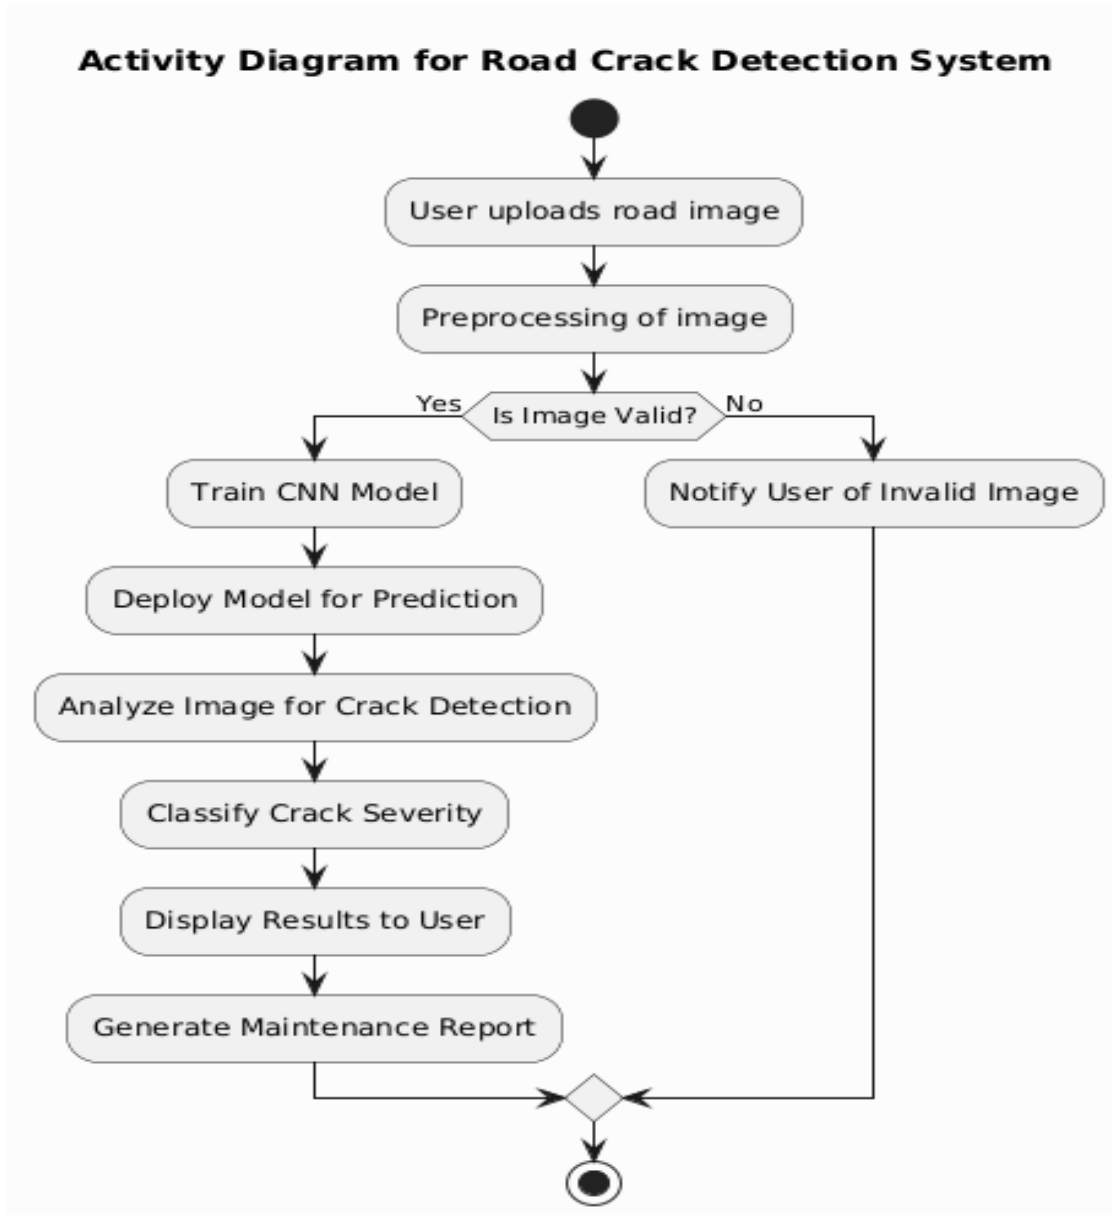 Activity Diagram for Road Crack Detection System
User uploads road image
Preprocessing of image
Yes
Is Image Valid?
No
Train CNN Model
Notify User of Invalid Image
Deploy Model for Prediction
Analyze Image for Crack Detection
Classify Crack Severity
Display Results to User
Generate Maintenance Report